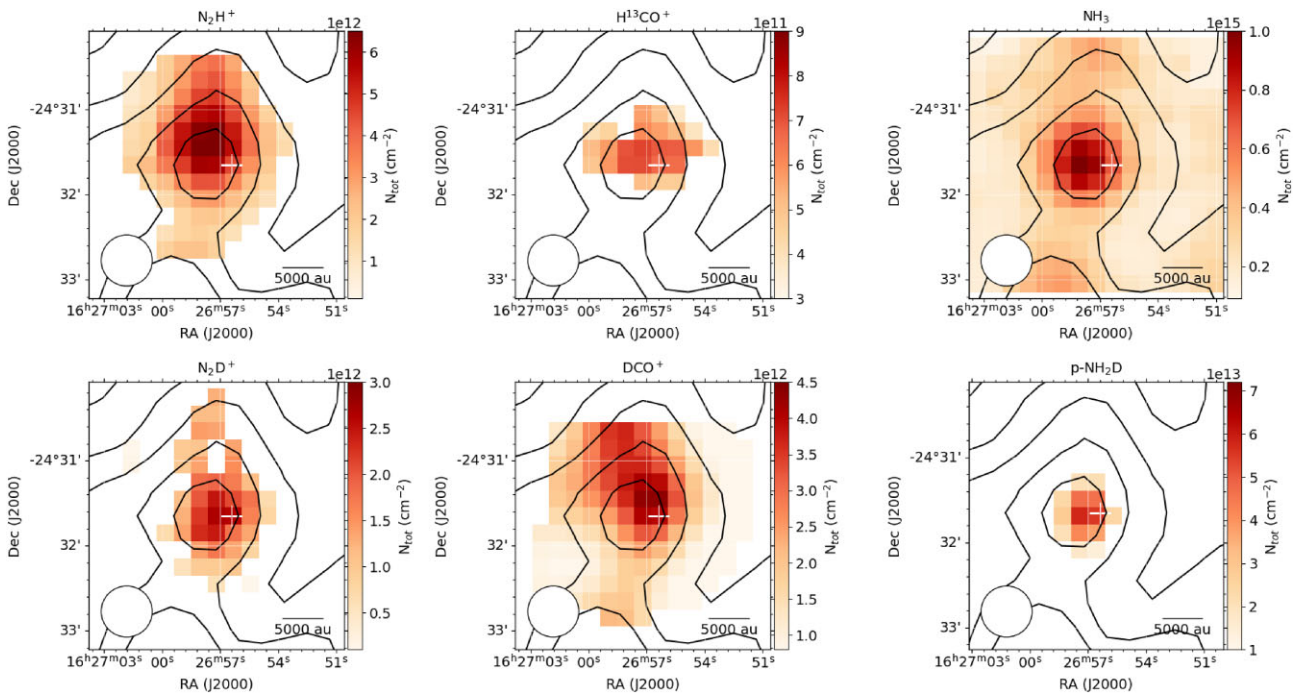 N₂H⁺
1e12
6
5
4
3
2
1
N_tot (cm⁻²)
-24°31'
32'
33'
Dec (J2000)
5000 au
16ʰ27ᵐ03ˢ 00ˢ 26ᵐ57ˢ 54ˢ 51ˢ
RA (J2000)
H¹³CO⁺
1e11
9
8
7
6
5
4
3
N_tot (cm⁻²)
-24°31'
32'
33'
Dec (J2000)
5000 au
16ʰ27ᵐ03ˢ 00ˢ 26ᵐ57ˢ 54ˢ 51ˢ
RA (J2000)
NH₃
1e15
1.0
0.8
0.6
0.4
0.2
N_tot (cm⁻²)
-24°31'
32'
33'
Dec (J2000)
5000 au
16ʰ27ᵐ03ˢ 00ˢ 26ᵐ57ˢ 54ˢ 51ˢ
RA (J2000)
N₂D⁺
1e12
3.0
2.5
2.0
1.5
1.0
0.5
N_tot (cm⁻²)
-24°31'
32'
33'
Dec (J2000)
5000 au
16ʰ27ᵐ03ˢ 00ˢ 26ᵐ57ˢ 54ˢ 51ˢ
RA (J2000)
DCO⁺
1e12
4.5
4.0
3.5
3.0
2.5
2.0
1.5
1.0
N_tot (cm⁻²)
-24°31'
32'
33'
Dec (J2000)
5000 au
16ʰ27ᵐ03ˢ 00ˢ 26ᵐ57ˢ 54ˢ 51ˢ
RA (J2000)
p-NH₂D
1e13
7
6
5
4
3
2
1
N_tot (cm⁻²)
-24°31'
32'
33'
Dec (J2000)
5000 au
16ʰ27ᵐ03ˢ 00ˢ 26ᵐ57ˢ 54ˢ 51ˢ
RA (J2000)